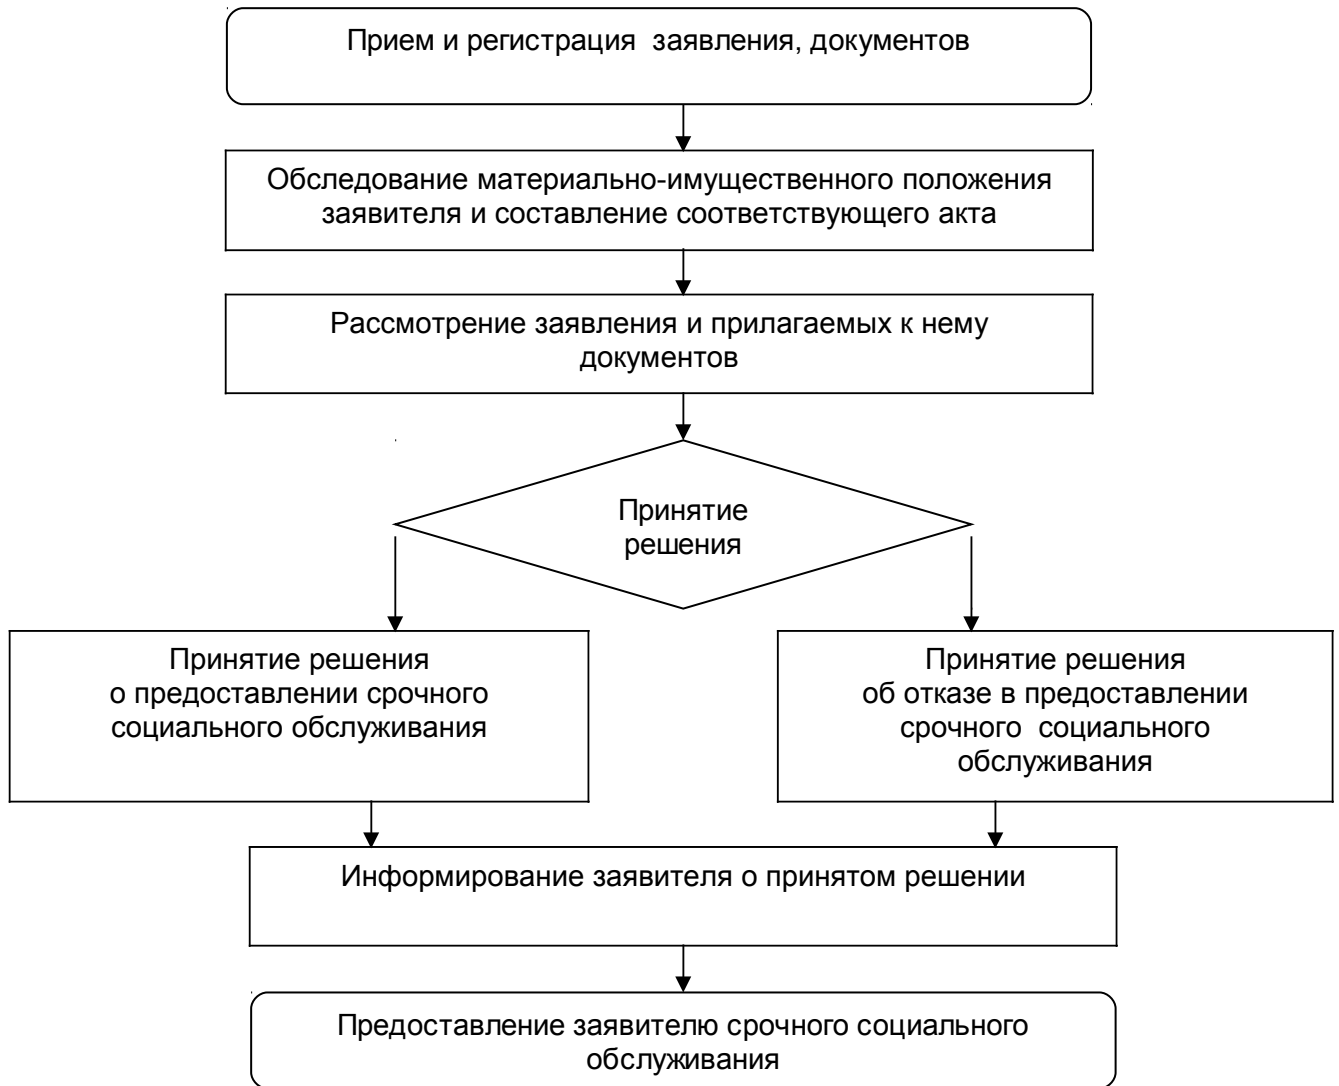 Прием и регистрация  заявления, документов
Обследование материально-имущественного положения
заявителя и составление соответствующего акта
Рассмотрение заявления и прилагаемых к нему
документов
Принятие
решения
Принятие решения
о предоставлении срочного
социального обслуживания
Принятие решения
об отказе в предоставлении
срочного  социального
обслуживания
Информирование заявителя о принятом решении
Предоставление заявителю срочного социального
обслуживания